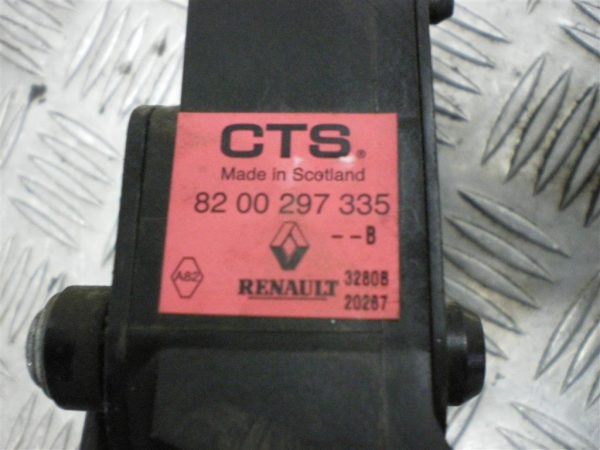 CTS®
Made in Scotland
82 00 297 335
--B
A82
RENAULT
3280B
20267